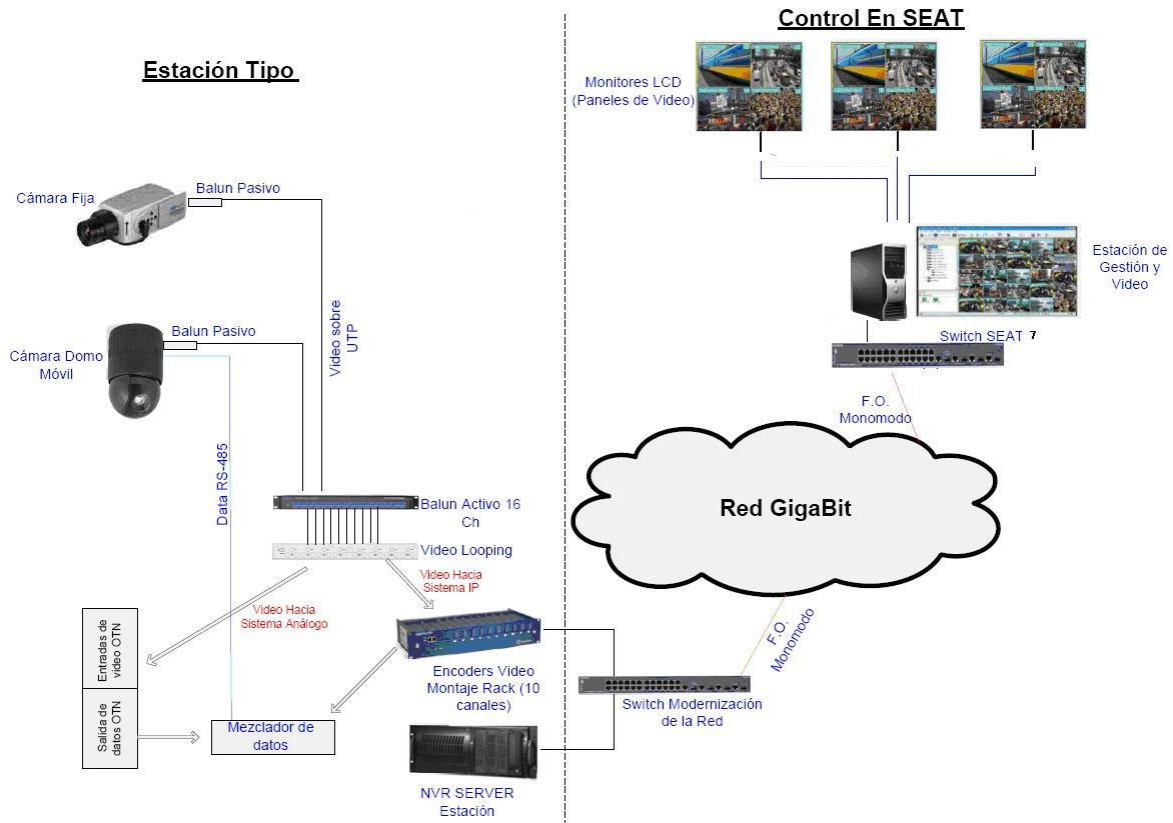 Estación Tipo
Control En SEAT
Monitores LCD
(Paneles de Video)
Cámara Fija
Balun Pasivo
Cámara Domo
Móvil
Balun Pasivo
Video sobre
UTP
Data RS-485
Balun Activo 16
Ch
Video Looping
Video Hacia
Sistema IP
Video Hacia
Sistema Análogo
Entradas de
video OTN
Salida de
datos OTN
Mezclador de
datos
Encoders Video
Montaje Rack (10
canales)
NVR SERVER
Estación
Estación de
Gestión y
Video
Switch SEAT 7
F.O.
Monomodo
Red GigaBit
F.O.
Monomodo
Switch Modernización
de la Red